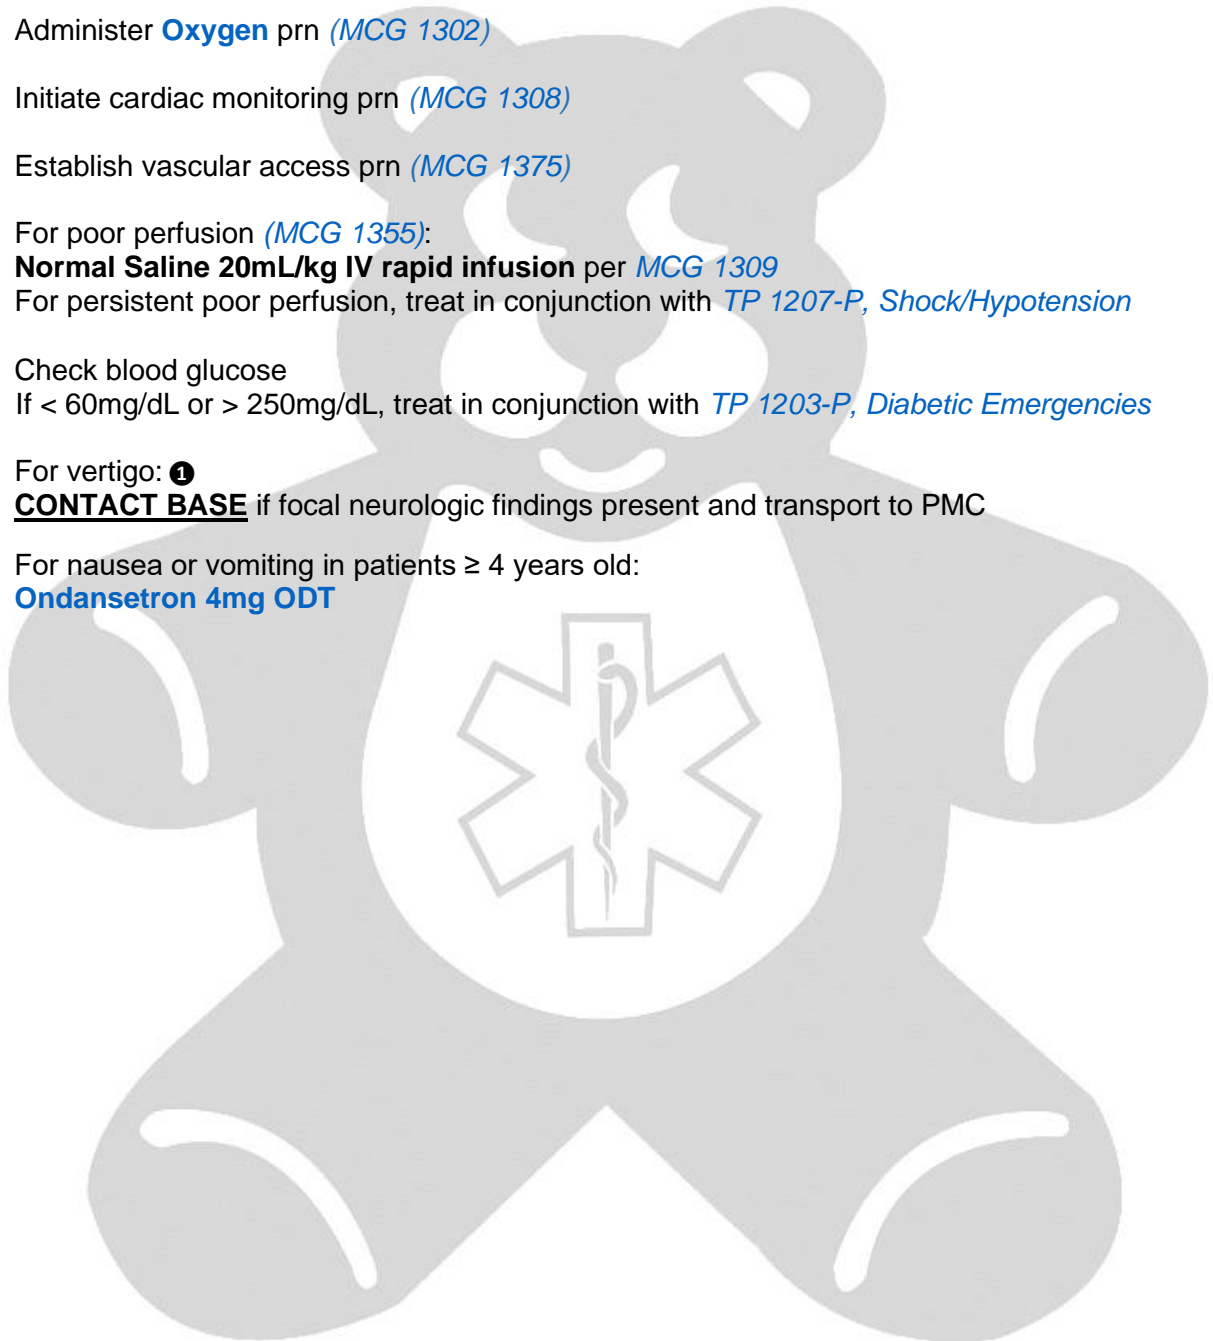 Administer Oxygen prn (MCG 1302)
Initiate cardiac monitoring prn (MCG 1308)
Establish vascular access prn (MCG 1375)
For poor perfusion (MCG 1355):
Normal Saline 20mL/kg IV rapid infusion per MCG 1309
For persistent poor perfusion, treat in conjunction with TP 1207-P, Shock/Hypotension
Check blood glucose
If < 60mg/dL or > 250mg/dL, treat in conjunction with TP 1203-P, Diabetic Emergencies
For vertigo: ❶
CONTACT BASE if focal neurologic findings present and transport to PMC
For nausea or vomiting in patients ≥ 4 years old:
Ondansetron 4mg ODT